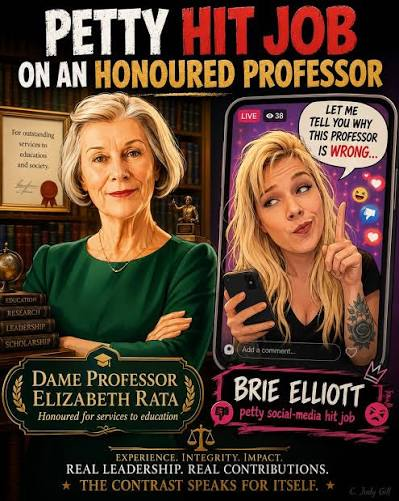 PETTY HIT JOB
ON AN HONOURED PROFESSOR
For outstanding
services to
education
and society.
EDUCATION
RESEARCH
LEADERSHIP
SCHOLARSHIP
DAME PROFESSOR
ELIZABETH RATA
Honoured for services to education
LIVE 38
LET ME
TELL YOU WHY
THIS PROFESSOR
IS WRONG...
Add a comment...
BRIE ELLIOTT
petty social-media hit job
EXPERIENCE. INTEGRITY. IMPACT.
REAL LEADERSHIP. REAL CONTRIBUTIONS.
THE CONTRAST SPEAKS FOR ITSELF.
C. Judy Gill